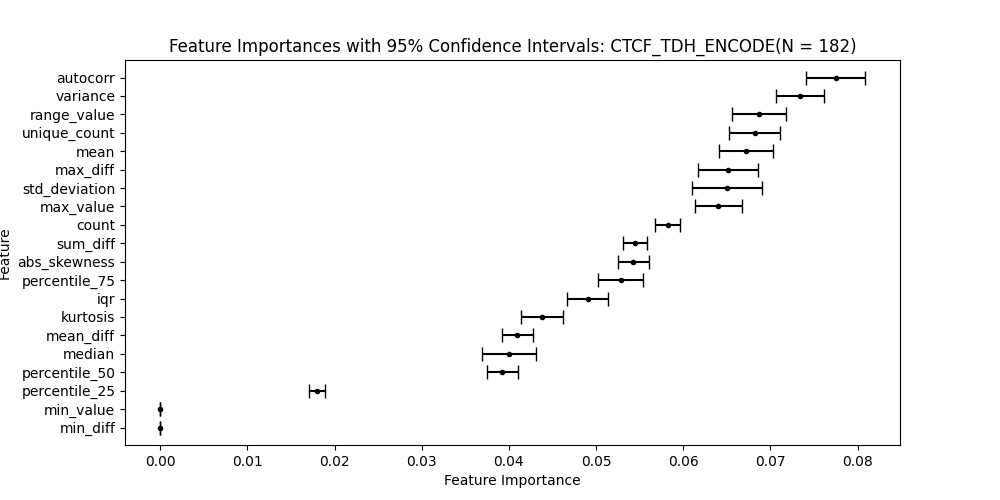 Feature Importances with 95% Confidence Intervals: CTCF_TDH_ENCODE(N = 182)
autocorr
variance
range_value
unique_count
mean
max_diff
std_deviation
max_value
count
sum_diff
abs_skewness
percentile_75
iqr
kurtosis
mean_diff
median
percentile_50
percentile_25
min_value
min_diff
Feature
0.00 0.01 0.02 0.03 0.04 0.05 0.06 0.07 0.08
Feature Importance